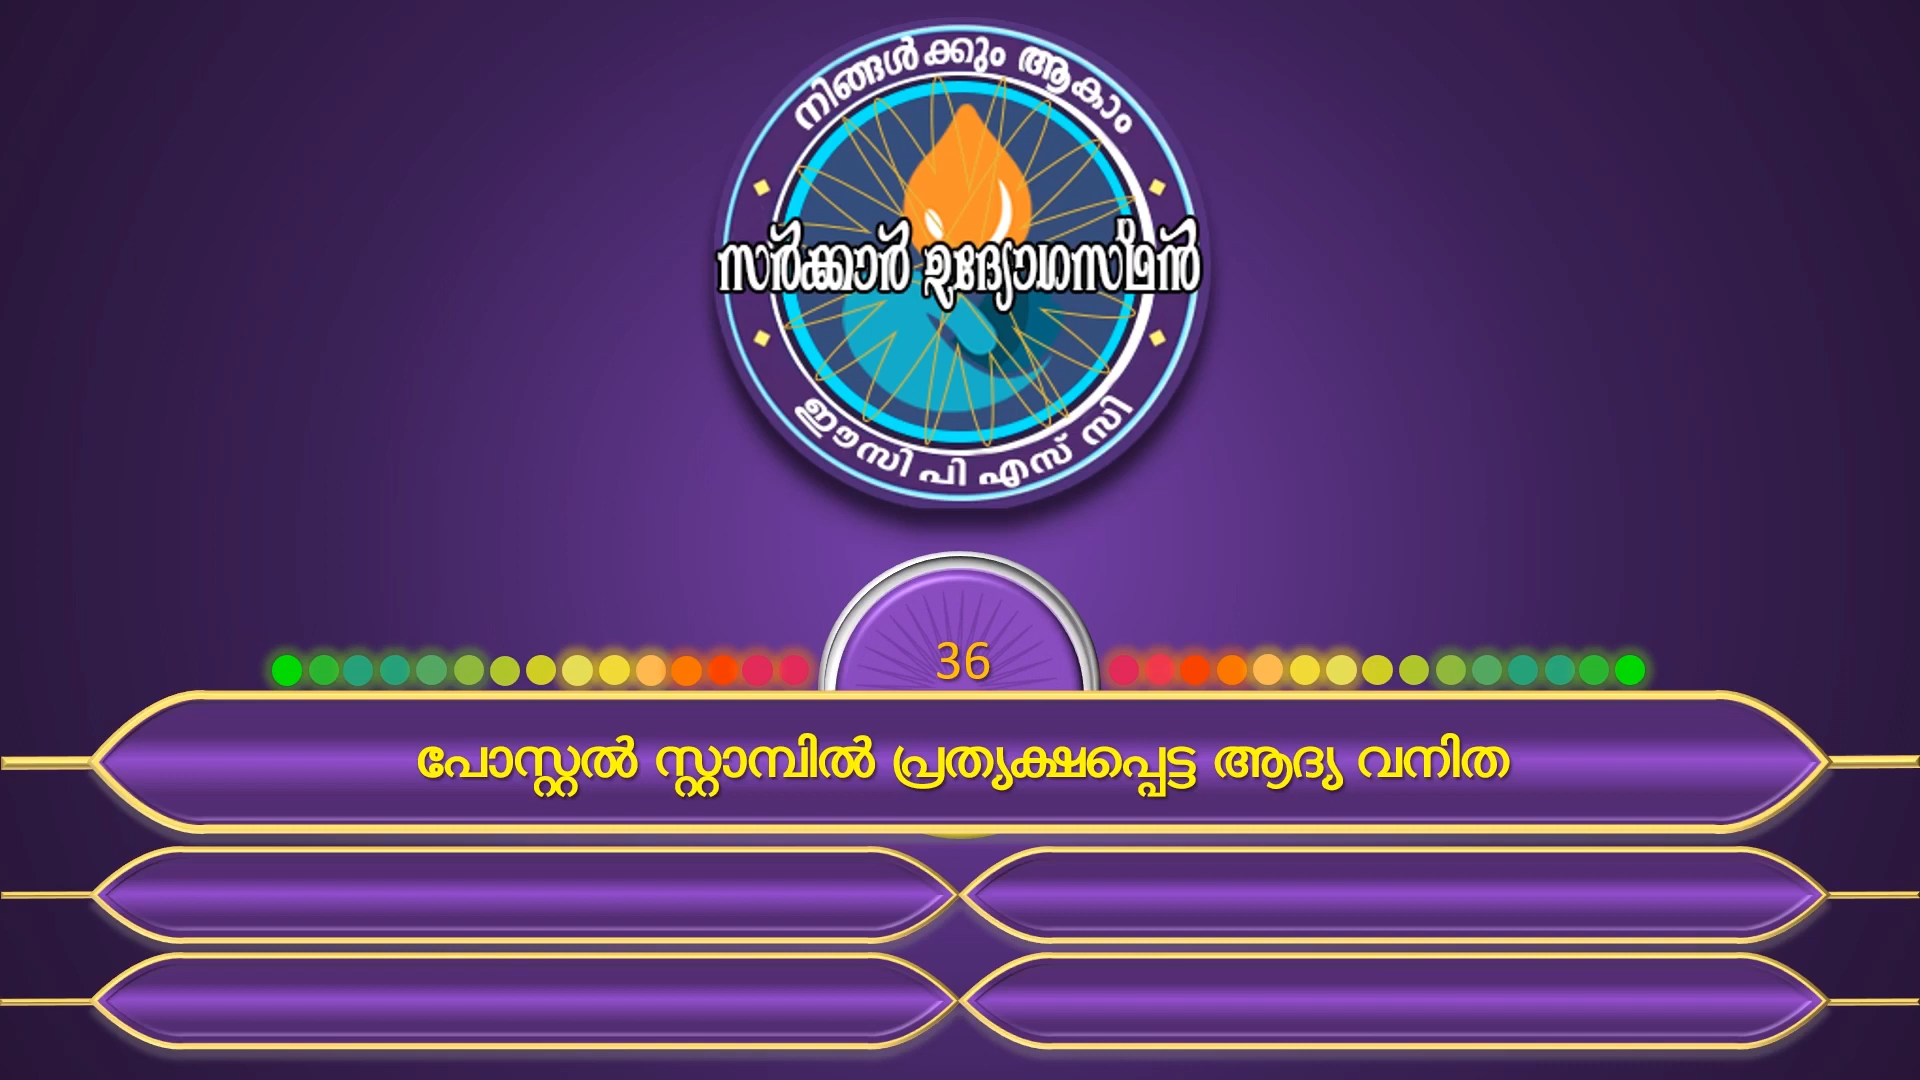 നിങ്ങൾക്കും ആകാം
സർക്കാർ ഉദ്യോഗസ്ഥൻ
ഈസി പി എസ് സി
36
പോസ്റ്റൽ സ്റ്റാമ്പിൽ പ്രത്യക്ഷപ്പെട്ട ആദ്യ വനിത